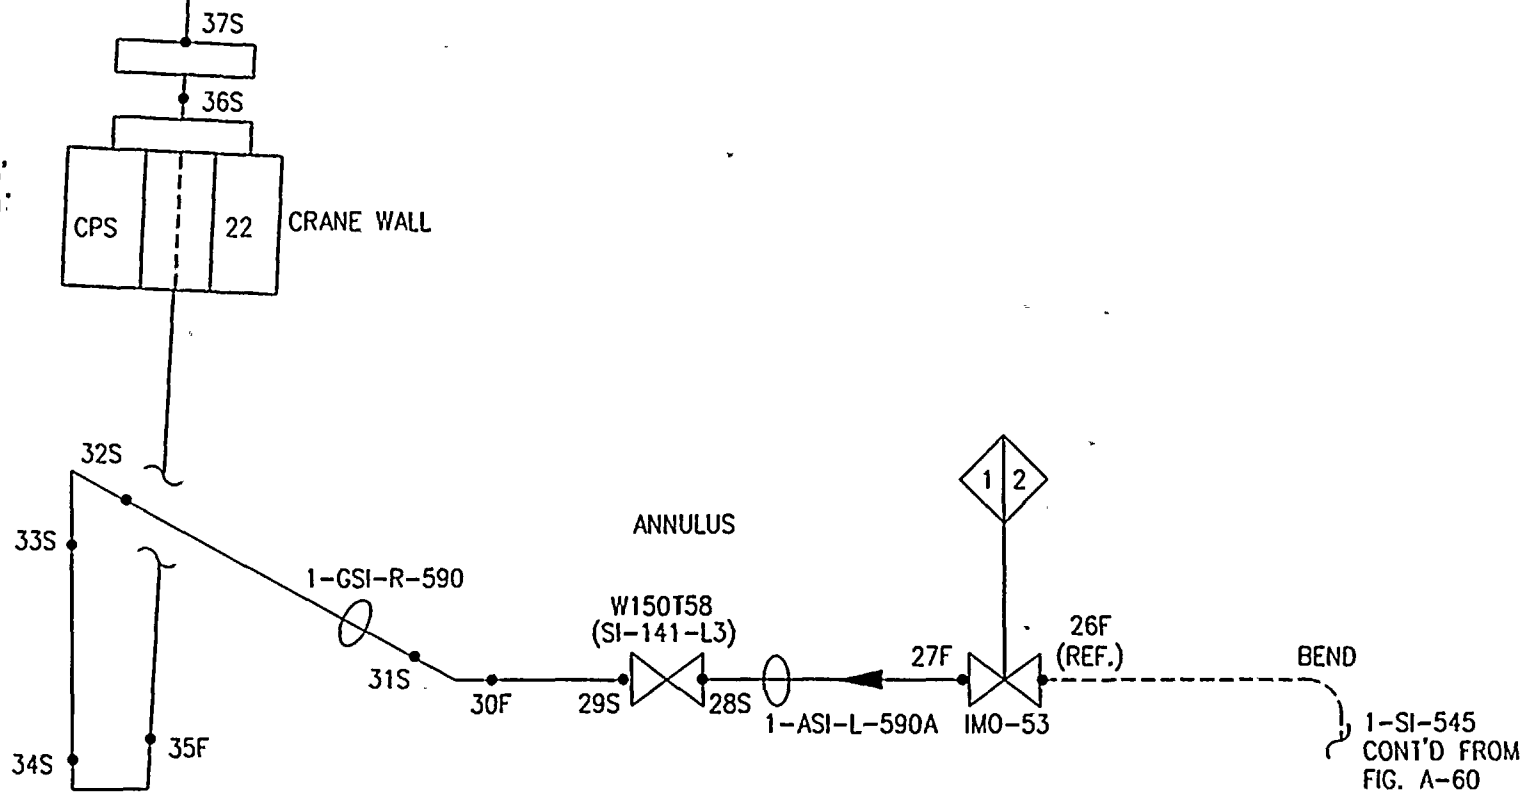 37S
36S
CPS 22 CRANE WALL
32S
33S
1-GSI-R-590
31S
30F
34S
35F
ANNULUS
W150T58
(SI-141-L3)
29S
28S
1-ASI-L-590A
27F
IMO-53
1 2
26F
(REF.)
BEND
1-SI-545
CONT'D FROM
FIG. A-60